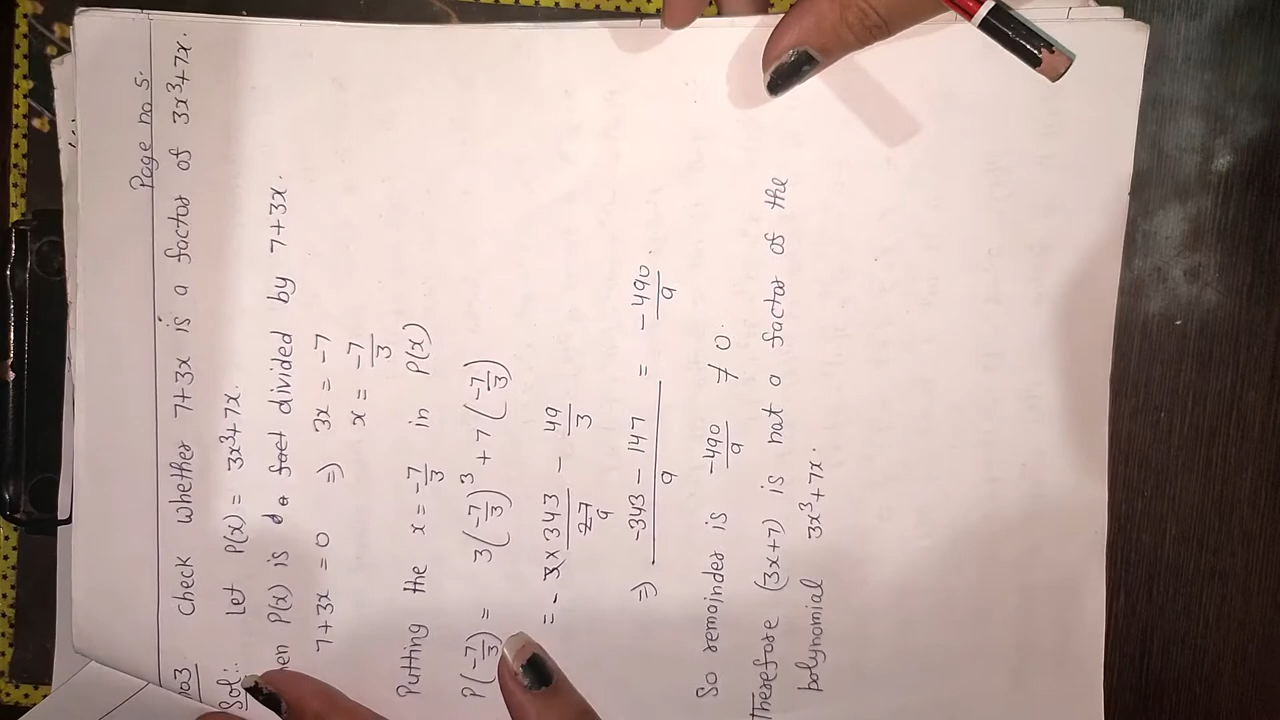 Page no 5.
no3. check whether 7+3x is a factor of 3x³+7x.
Sol:. Let P(x) = 3x³+7x.
en P(x) is divided by 7+3x.
7+3x = 0 => 3x = -7
x = -7/3
Putting the x = -7/3 in P(x)
P(-7/3) = 3(-7/3)³ + 7(-7/3)
= - 3 x 343/27 9 - 49/3
=> -343 - 147/9 = -490/9.
So remainder is -490/9 ≠ 0.
Therefore (3x+7) is not a factor of the
polynomial 3x³+7x.